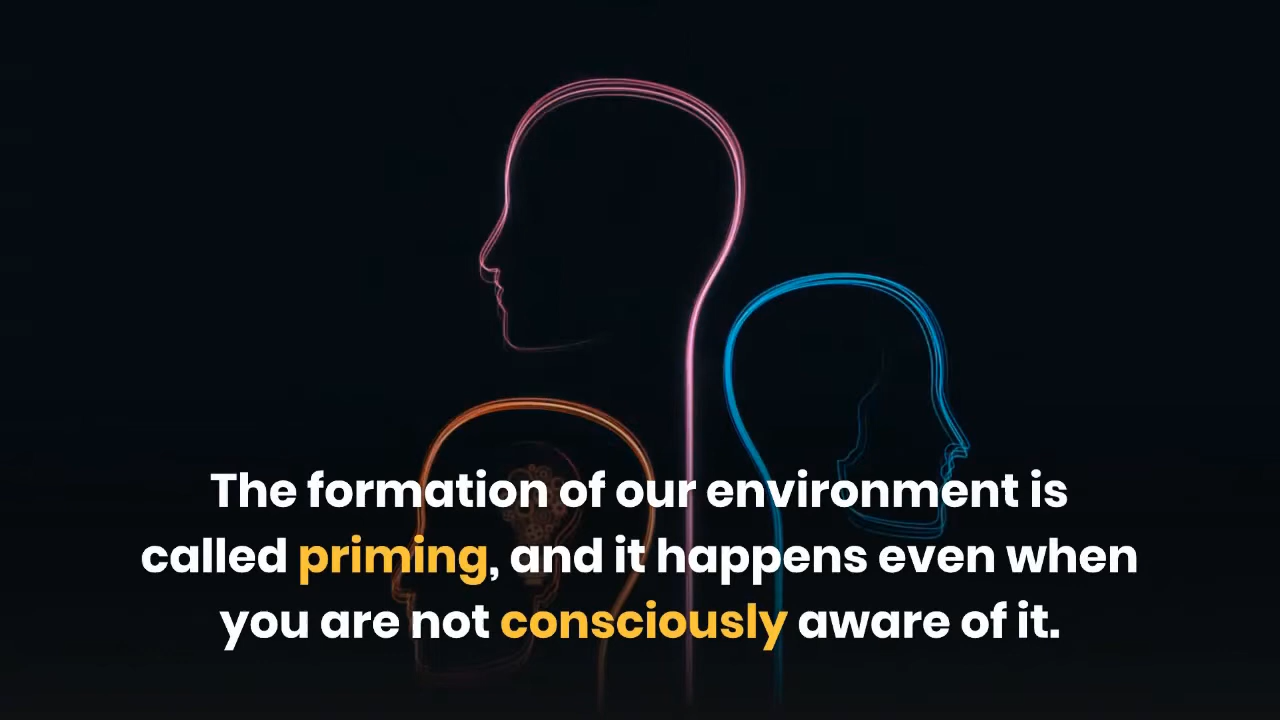 The formation of our environment is
called priming, and it happens even when
you are not consciously aware of it.